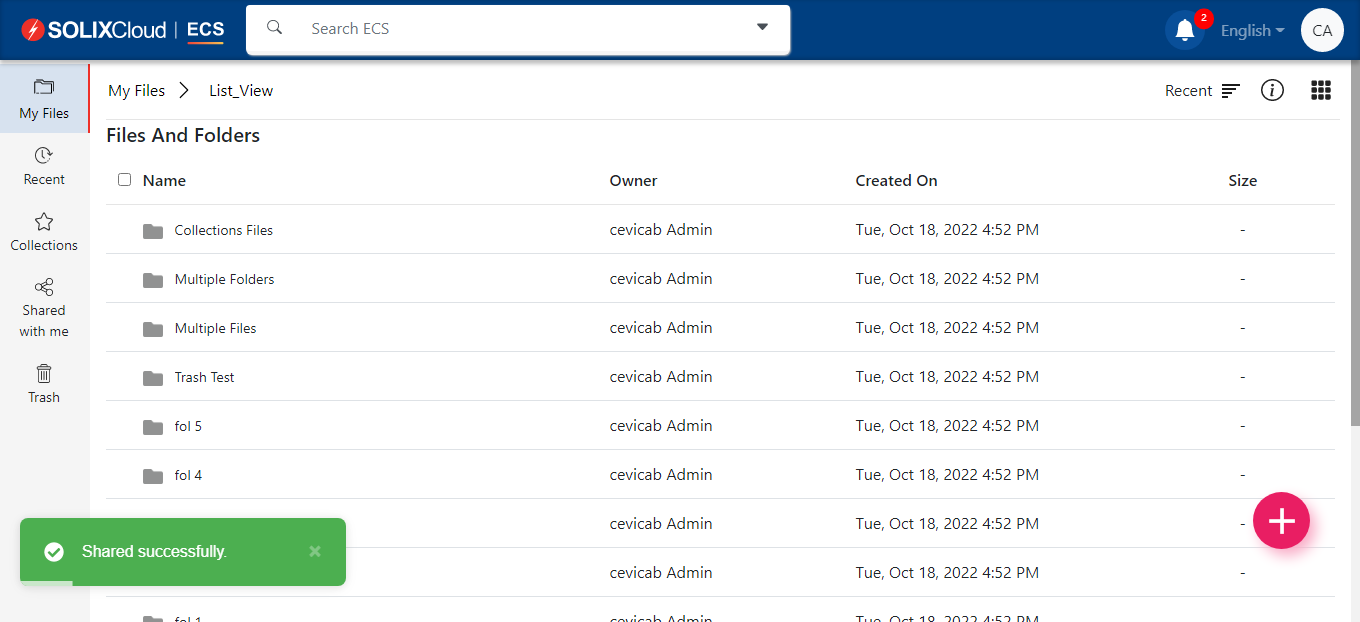 SOLIXCloud | ECS
Search ECS
2
English
CA
My Files
Recent
Collections
Shared
with me
Trash
My Files
List_View
Recent
Files And Folders
Name Owner Created On Size
Collections Files cevicab Admin Tue, Oct 18, 2022 4:52 PM -
Multiple Folders cevicab Admin Tue, Oct 18, 2022 4:52 PM -
Multiple Files cevicab Admin Tue, Oct 18, 2022 4:52 PM -
Trash Test cevicab Admin Tue, Oct 18, 2022 4:52 PM -
fol 5 cevicab Admin Tue, Oct 18, 2022 4:52 PM -
fol 4 cevicab Admin Tue, Oct 18, 2022 4:52 PM -
cevicab Admin Tue, Oct 18, 2022 4:52 PM -
cevicab Admin Tue, Oct 18, 2022 4:52 PM -
fol 1 cevicab Admin Tue, Oct 18, 2022 4:52 PM
Shared successfully.